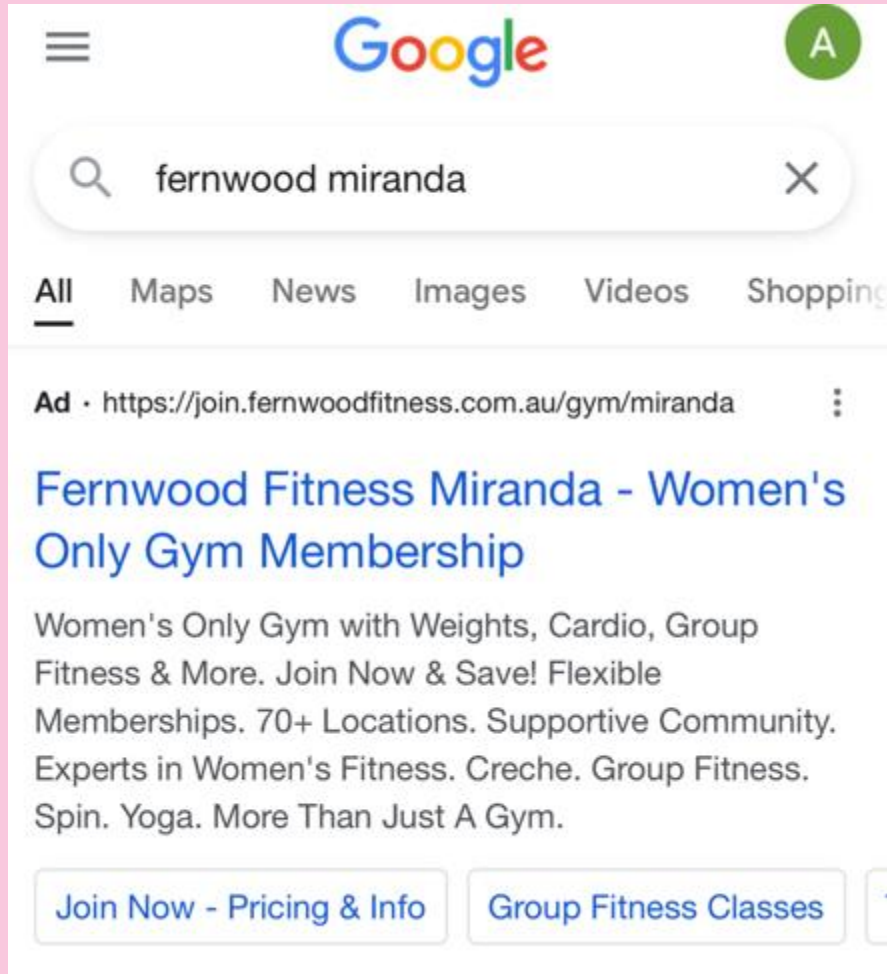 Google
A
fernwood miranda
All Maps News Images Videos Shopping
Ad · https://join.fernwoodfitness.com.au/gym/miranda
Fernwood Fitness Miranda - Women's
Only Gym Membership
Women's Only Gym with Weights, Cardio, Group
Fitness & More. Join Now & Save! Flexible
Memberships. 70+ Locations. Supportive Community.
Experts in Women's Fitness. Creche. Group Fitness.
Spin. Yoga. More Than Just A Gym.
Join Now - Pricing & Info Group Fitness Classes